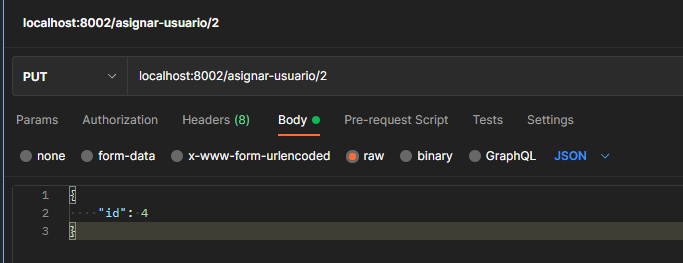 localhost:8002/asignar-usuario/2
PUT localhost:8002/asignar-usuario/2
Params Authorization Headers (8) Body Pre-request Script Tests Settings
none form-data x-www-form-urlencoded raw binary GraphQL JSON
1 {
2 "id": 4
3 }